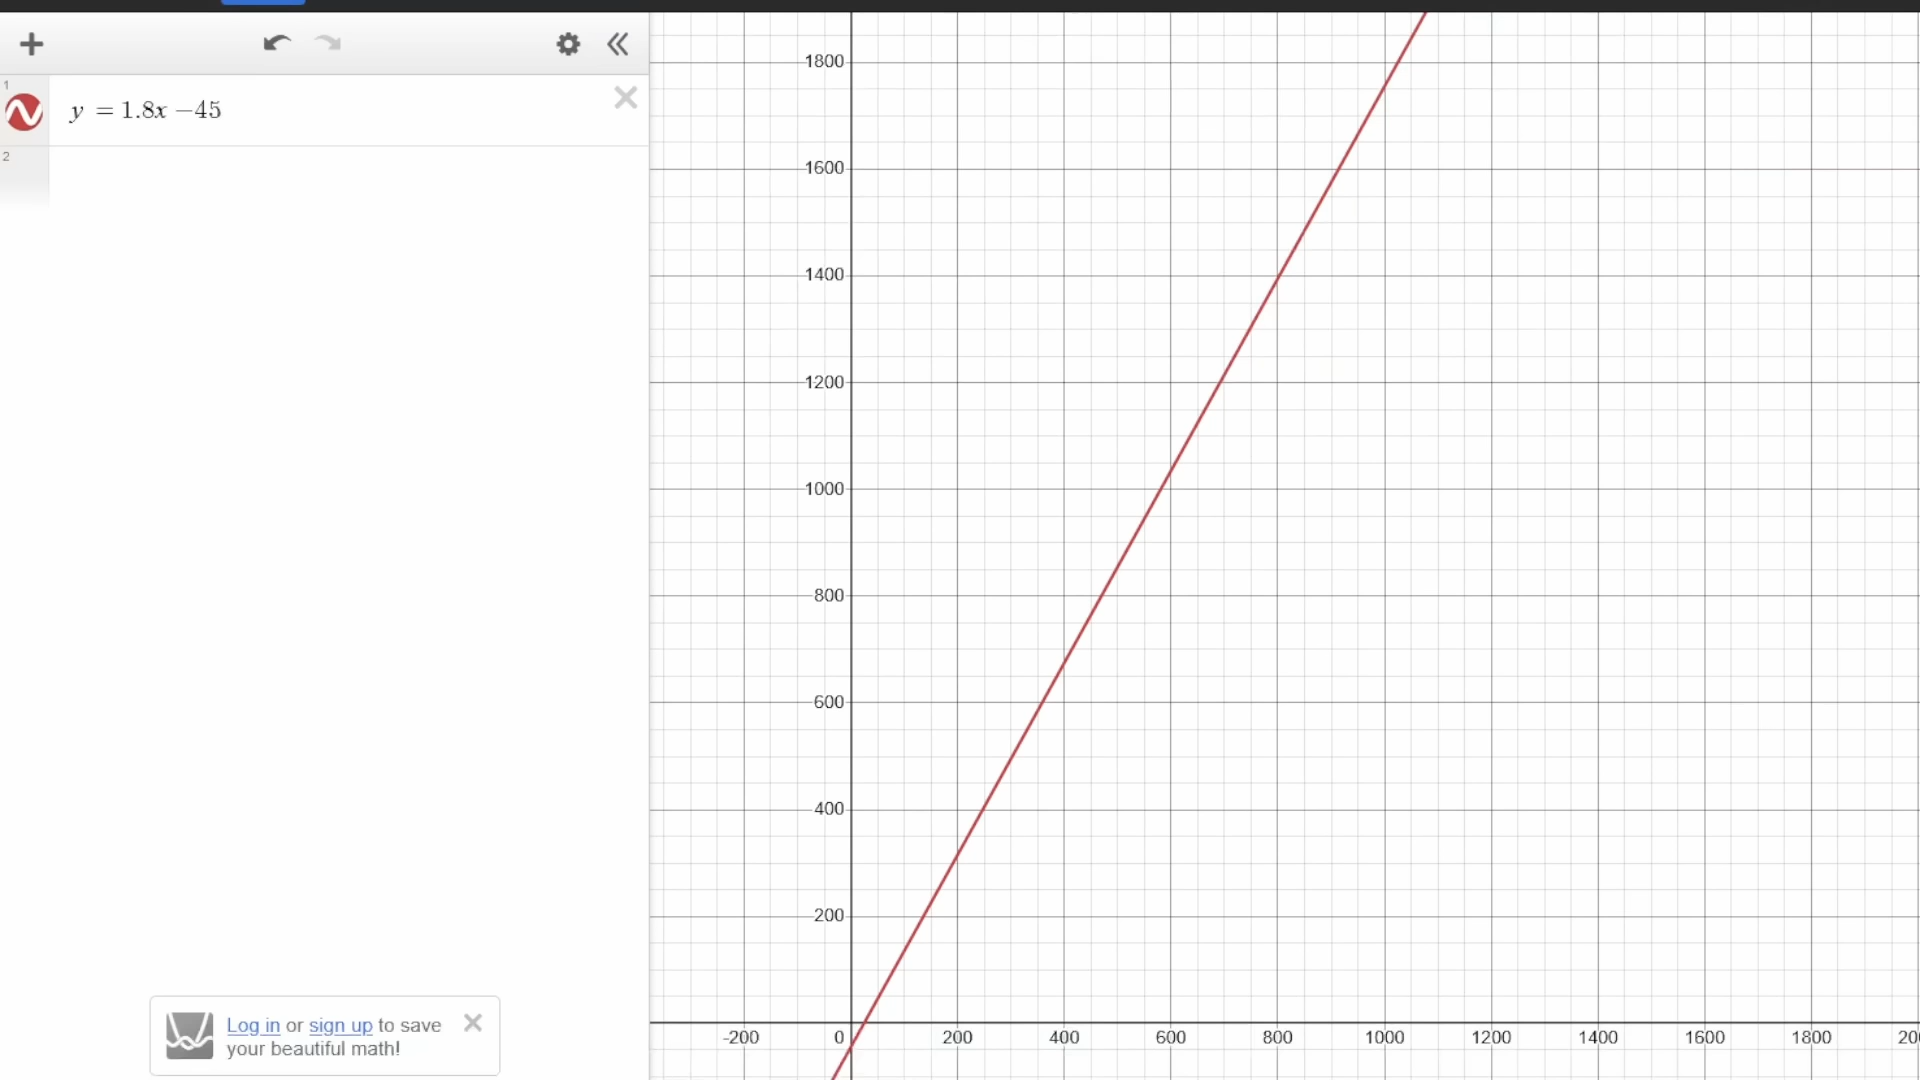 1
y = 1.8x −45
2
Log in or sign up to save
your beautiful math!
1800
1600
1400
1200
1000
800
600
400
200
-200 0 200 400 600 800 1000 1200 1400 1600 1800